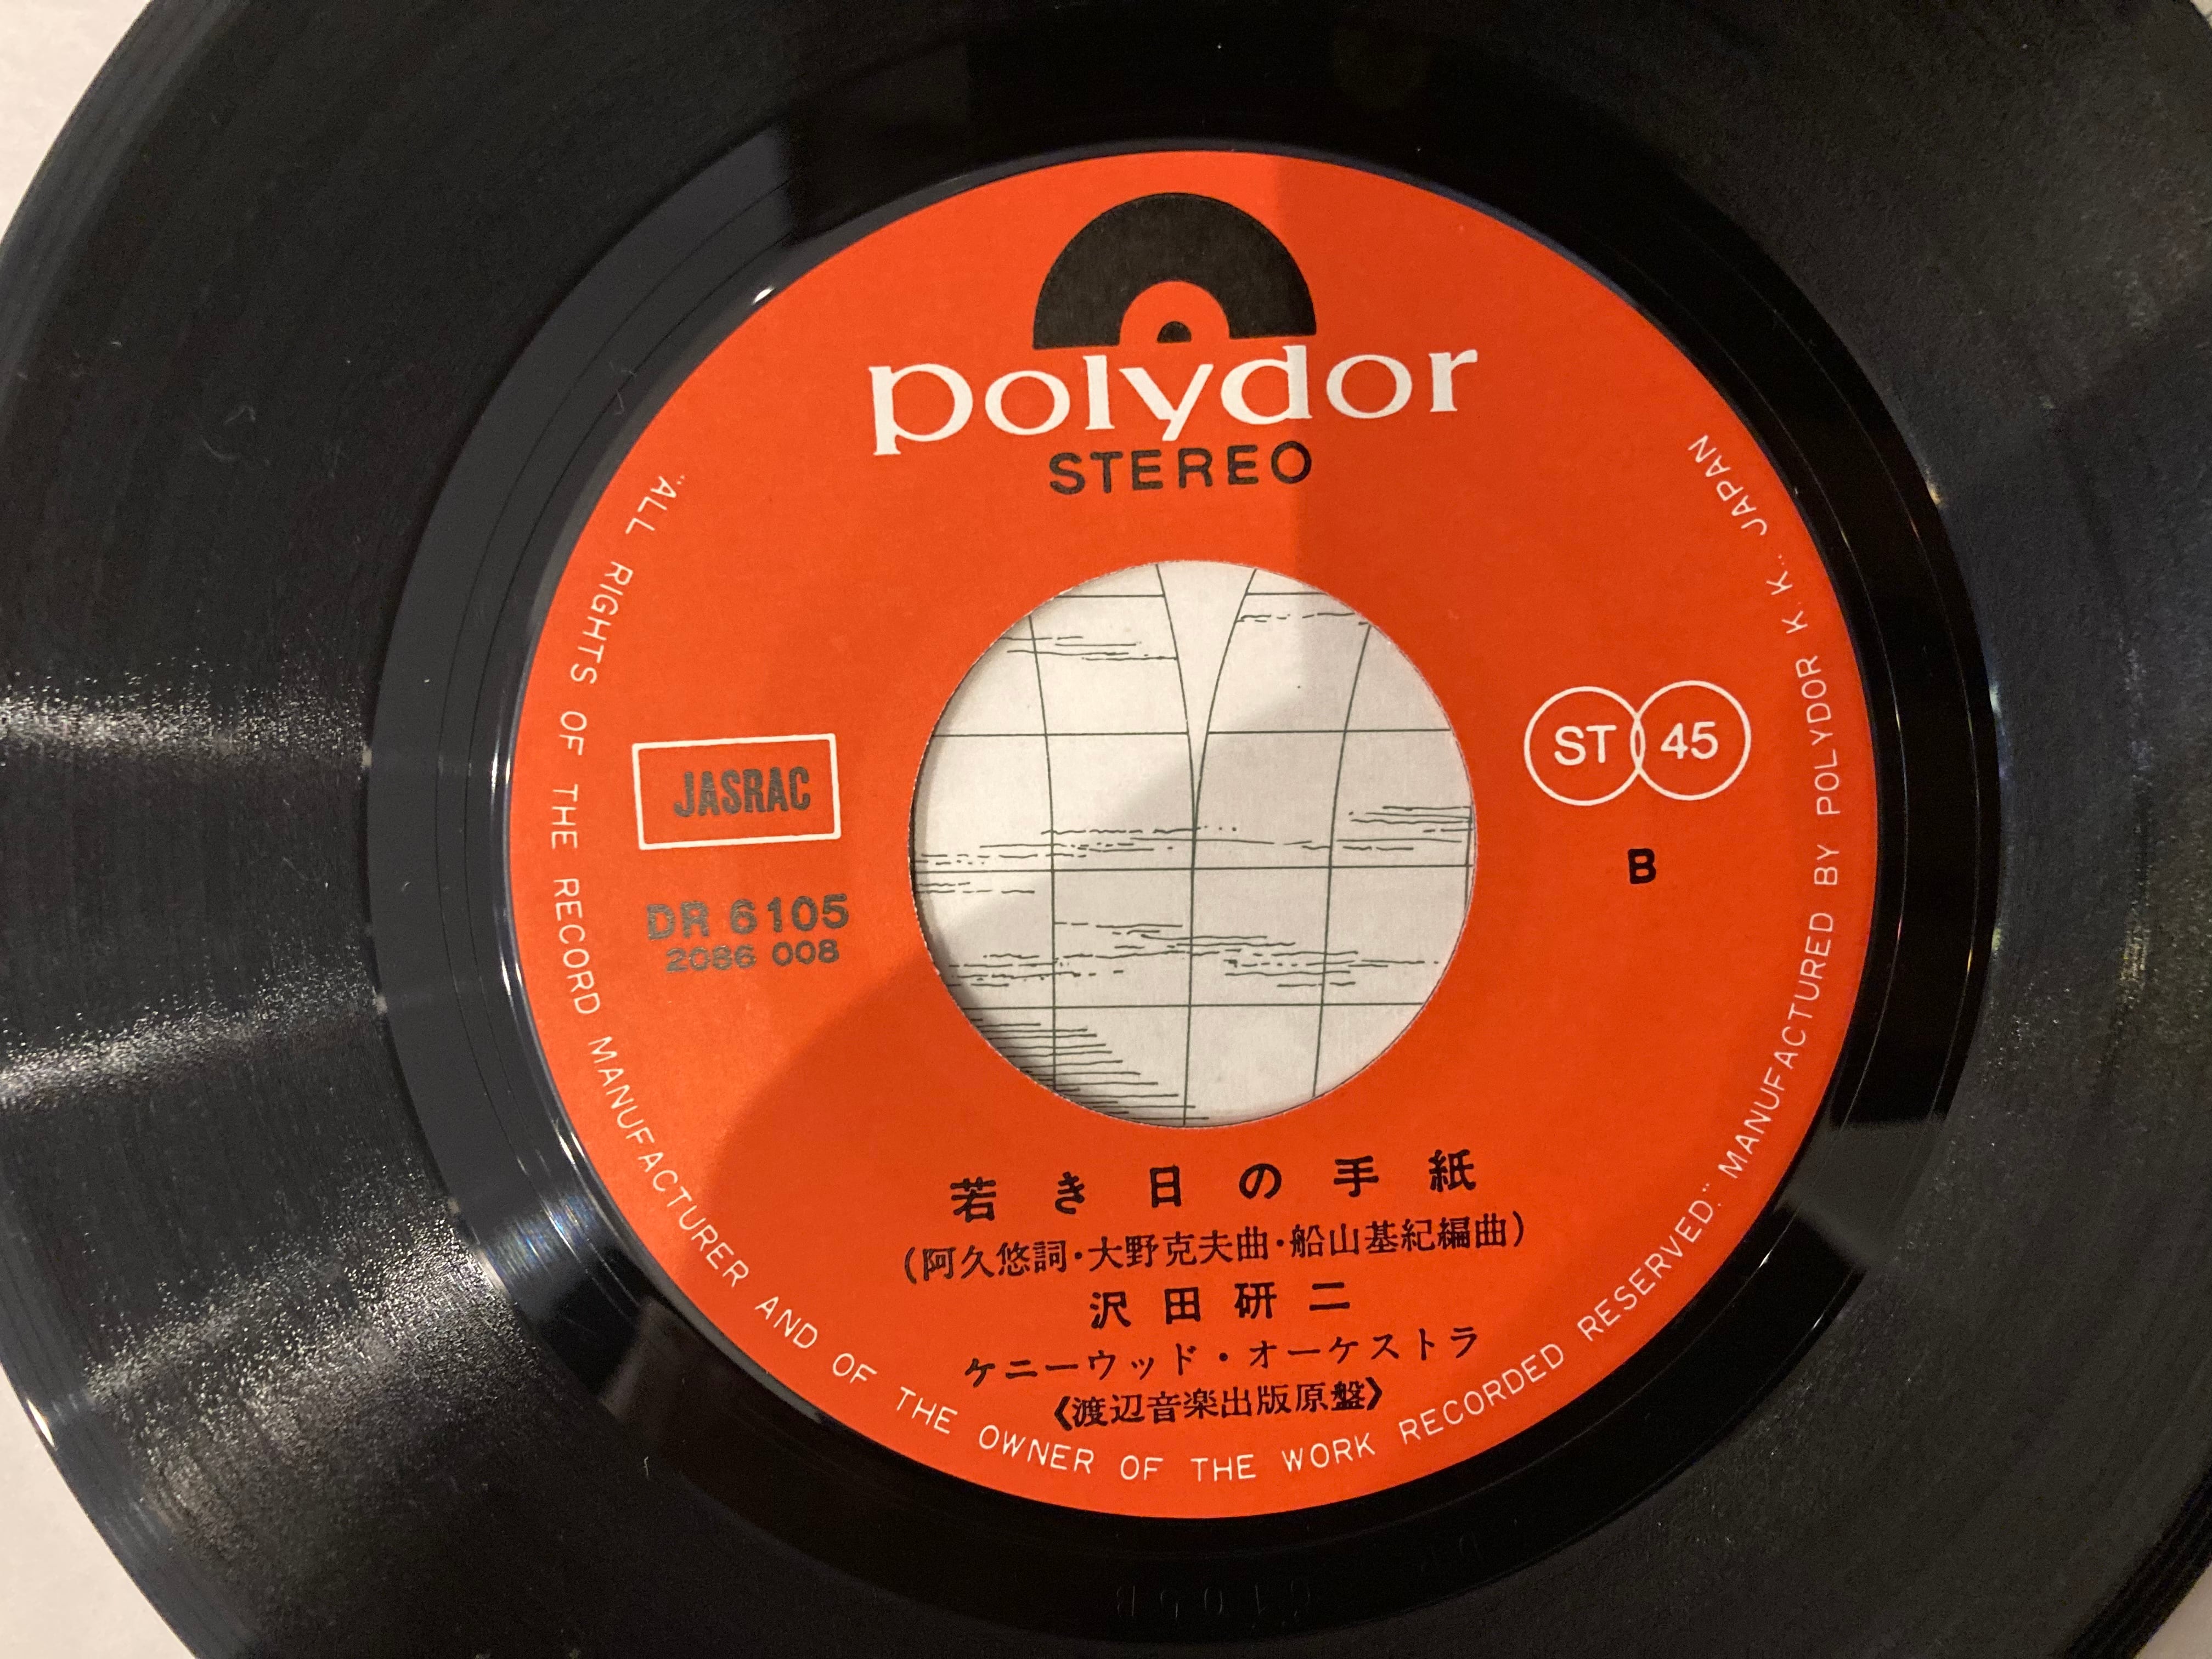 polydor
STEREO
JASRAC
DR 6105
2086 008
ST 45
B
若き日の手紙
(阿久悠詞・大野克夫曲・船山基紀編曲)
沢田研二
ケニーウッド・オーケストラ
《渡辺音楽出版原盤》
"ALL RIGHTS OF THE RECORD MANUFACTURER AND OF THE OWNER OF THE WORK RECORDED RESERVED." MANUFACTURED BY POLYDOR K.K., JAPAN